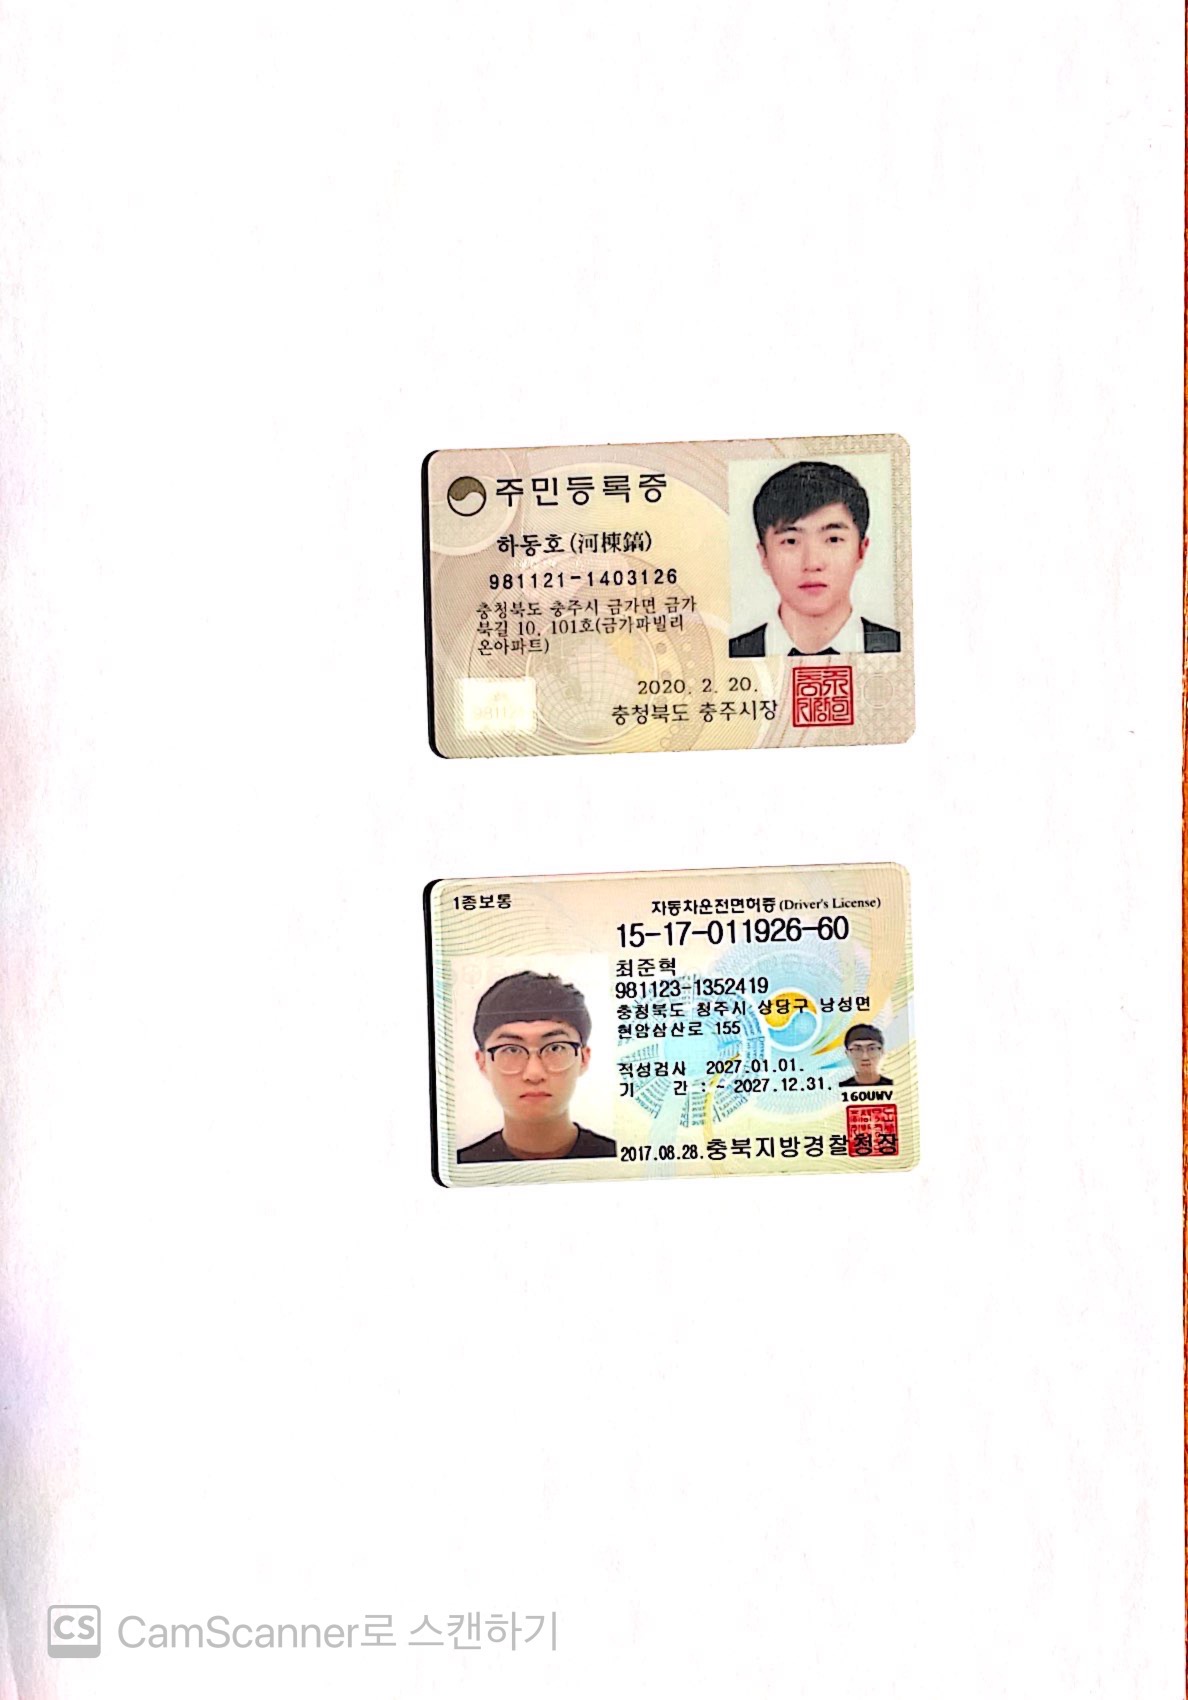 주민등록증
하동호(河棟鎬)
981121-1403126
충청북도 충주시 금가면 금가
북길 10, 101호(금가파빌리
온아파트)
2020. 2. 20.
충청북도 충주시장
1종보통
자동차운전면허증(Driver's License)
15-17-011926-60
최준혁
981123-1352419
충청북도 청주시 상당구 낭성면
현암삼산로 155
적성검사 2027.01.01.
기 간 : ~ 2027.12.31.
160UWV
2017.08.28.충북지방경찰청장
CS CamScanner로 스캔하기